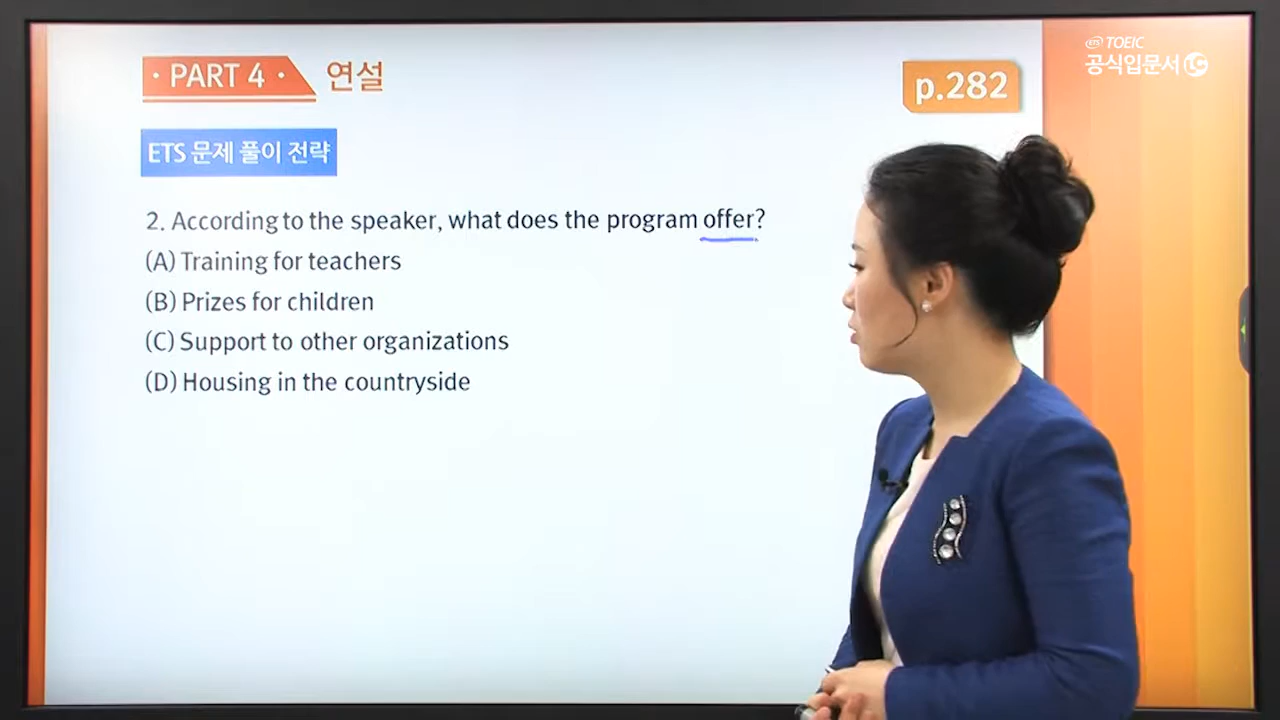 · PART 4 · 연설
p.282
ETS TOEIC
공식입문서 LC
ETS 문제 풀이 전략
2. According to the speaker, what does the program offer?
(A) Training for teachers
(B) Prizes for children
(C) Support to other organizations
(D) Housing in the countryside